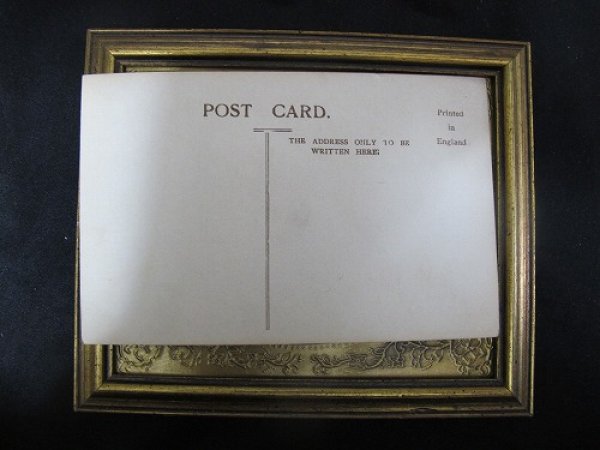 POST CARD.
Printed
in
England
THE ADDRESS ONLY TO BE
WRITTEN HERE.